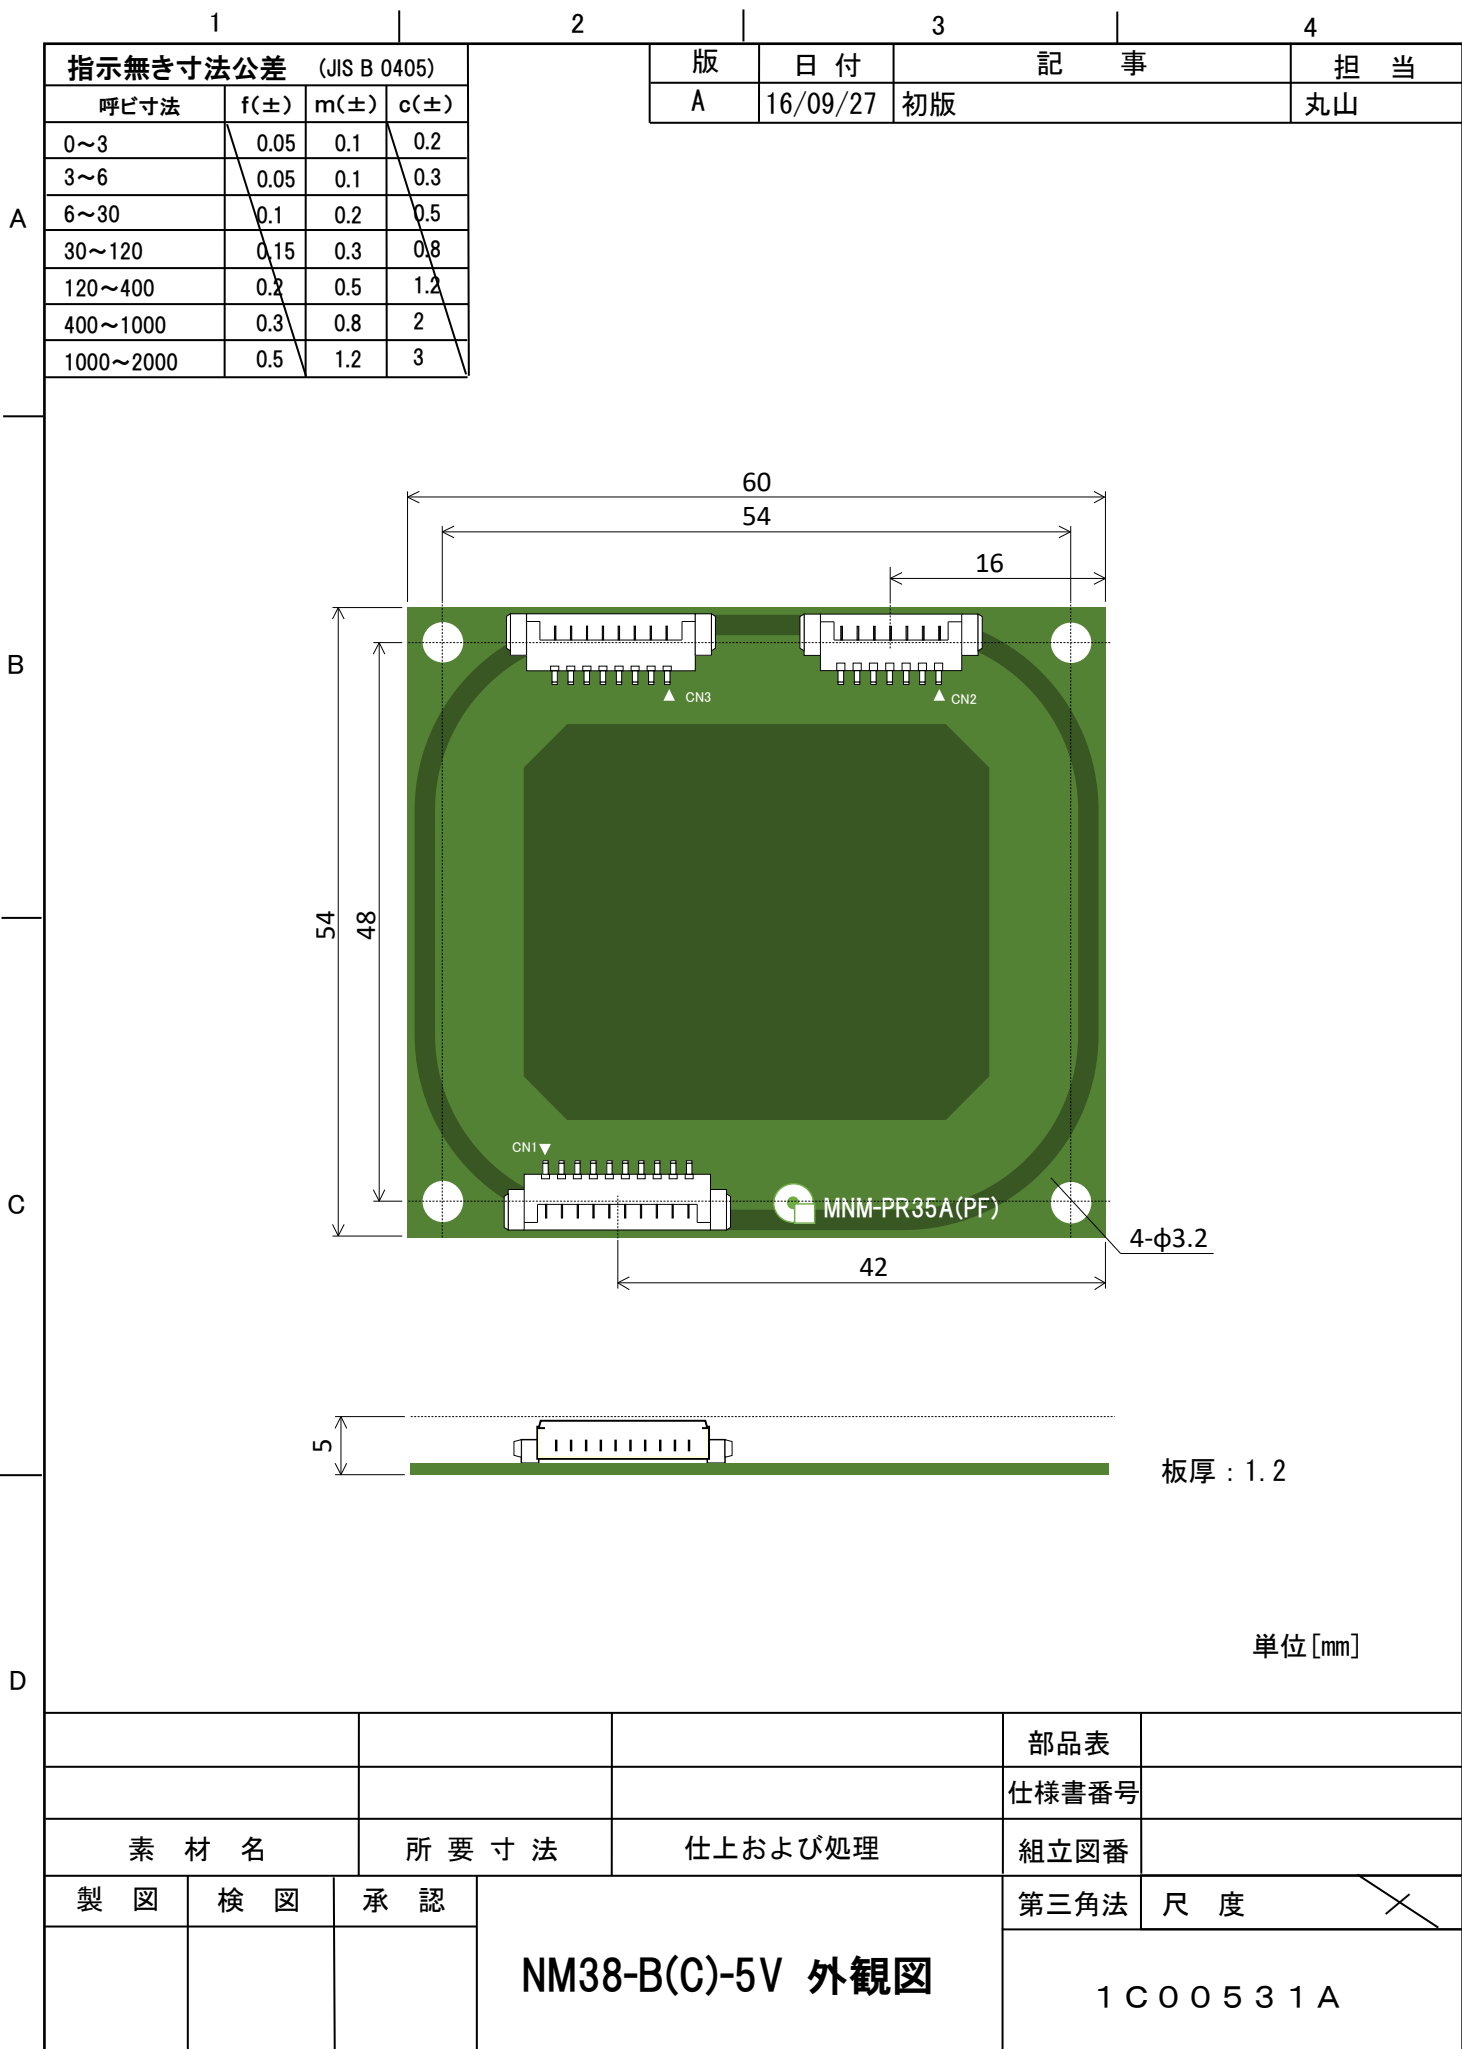 1 2 3 4
指示無き寸法公差 (JIS B 0405)
呼ビ寸法 f(±) m(±) c(±)
0～3 0.05 0.1 0.2
3～6 0.05 0.1 0.3
6～30 0.1 0.2 0.5
30～120 0.15 0.3 0.8
120～400 0.2 0.5 1.2
400～1000 0.3 0.8 2
1000～2000 0.5 1.2 3
版 日付 記事 担当
A 16/09/27 初版 丸山
A
B
C
D
60
54
16
CN3
CN2
54
48
CN1
MNM-PR35A(PF)
4-φ3.2
42
5
板厚：1.2
単位[mm]
部品表
仕様書番号
素材名 所要寸法 仕上および処理 組立図番
製図 検図 承認 第三角法 尺度
NM38-B(C)-5V 外観図
1C00531A